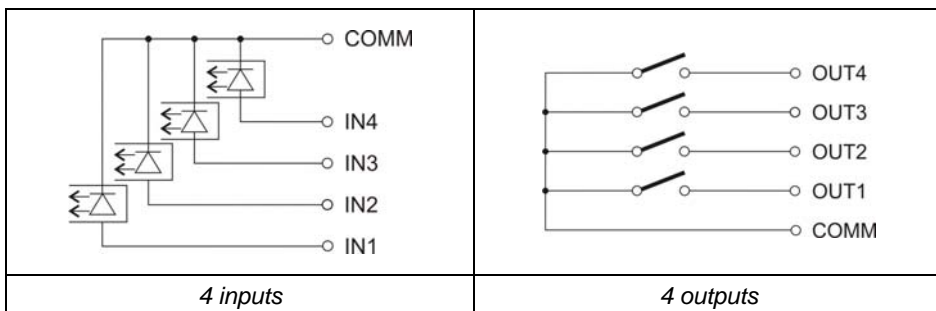 COMM
IN4
IN3
IN2
IN1
4 inputs
OUT4
OUT3
OUT2
OUT1
COMM
4 outputs